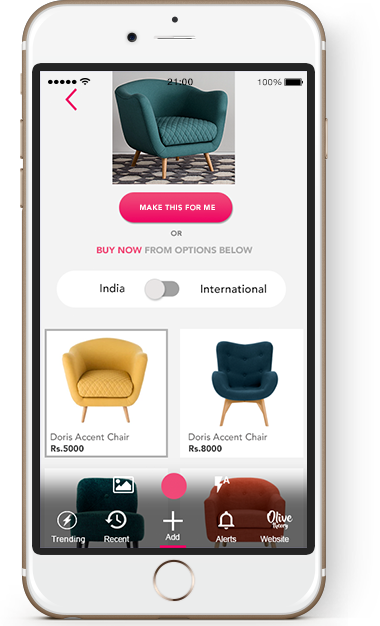 21:00
100%
MAKE THIS FOR ME
OR
BUY NOW FROM OPTIONS BELOW
India
International
Doris Accent Chair
Rs.5000
Doris Accent Chair
Rs.8000
A
Trending
Recent
Add
Alerts
Olive
Theory
Website